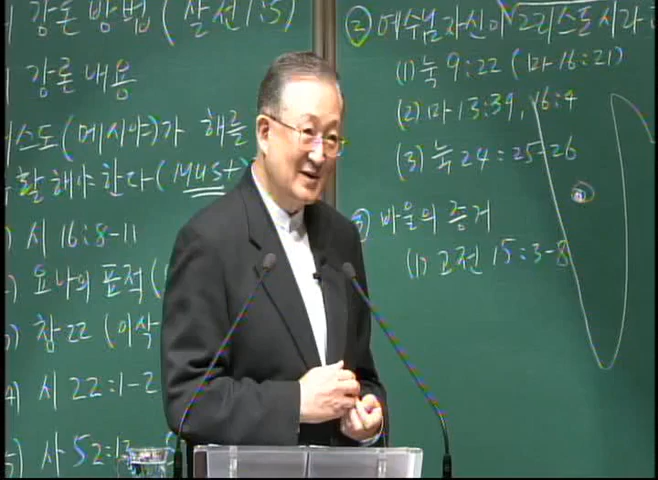 강론 방법 (살전 1:5)
강론 내용
스도(메시야)가 해를
활 해야 한다 (Must
시 16:8-11
요나의 표적 (
창 22 (이삭
4) 시 22:1-2
5) 사 52:13
② 예수님 자신이 그리스도시라
(1) 눅 9:22 (마 16:21)
(2) 마 13:39, 16:4
(3) 눅 24:25-26
③ 바울의 증거
(1) 고전 15:3-8